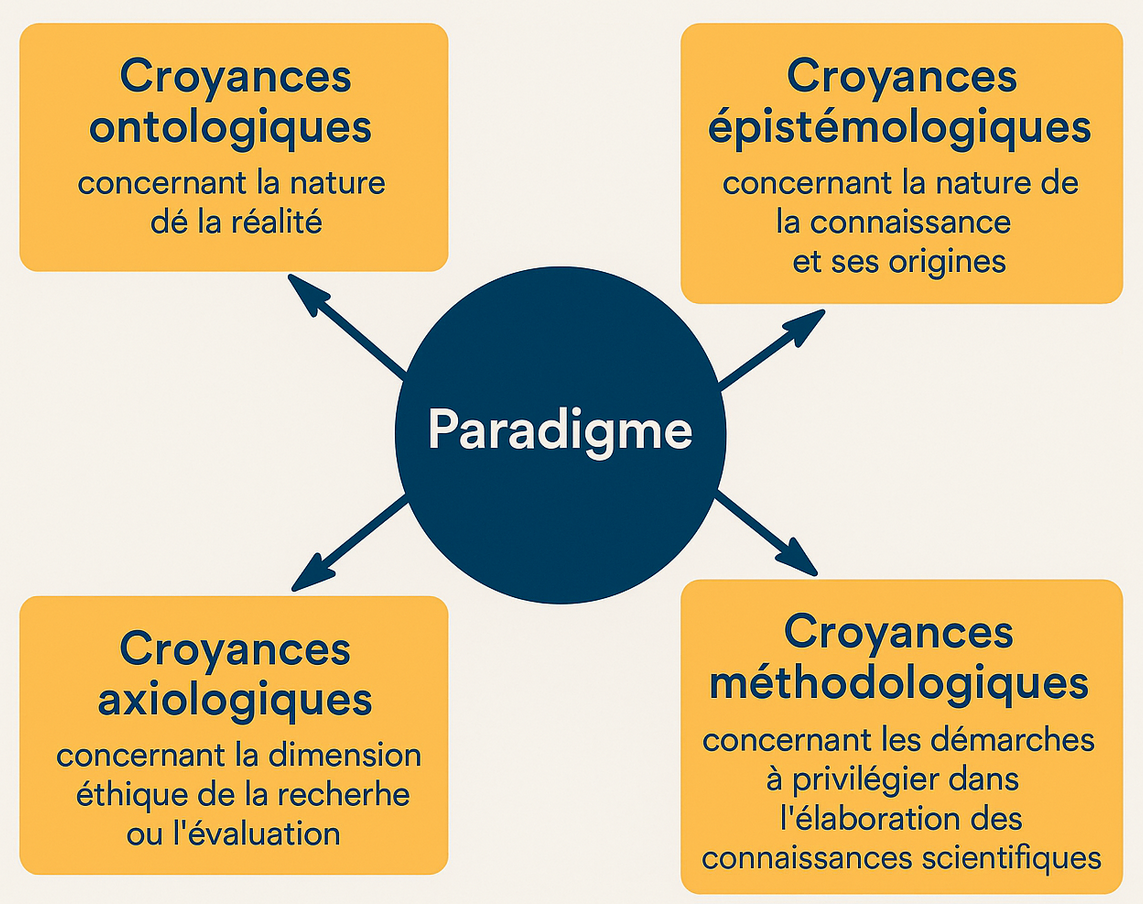 Croyances
ontologiques
concernant la nature
dé la réalité
Croyances
épistémologiques
concernant la nature de
la connaissance
et ses origines
Paradigme
Croyances
axiologiques
concernant la dimension
éthique de la recherhe
ou l'évaluation
Croyances
méthodologiques
concernant les démarches
à privilégier dans
l'élaboration des
connaissances scientifiques